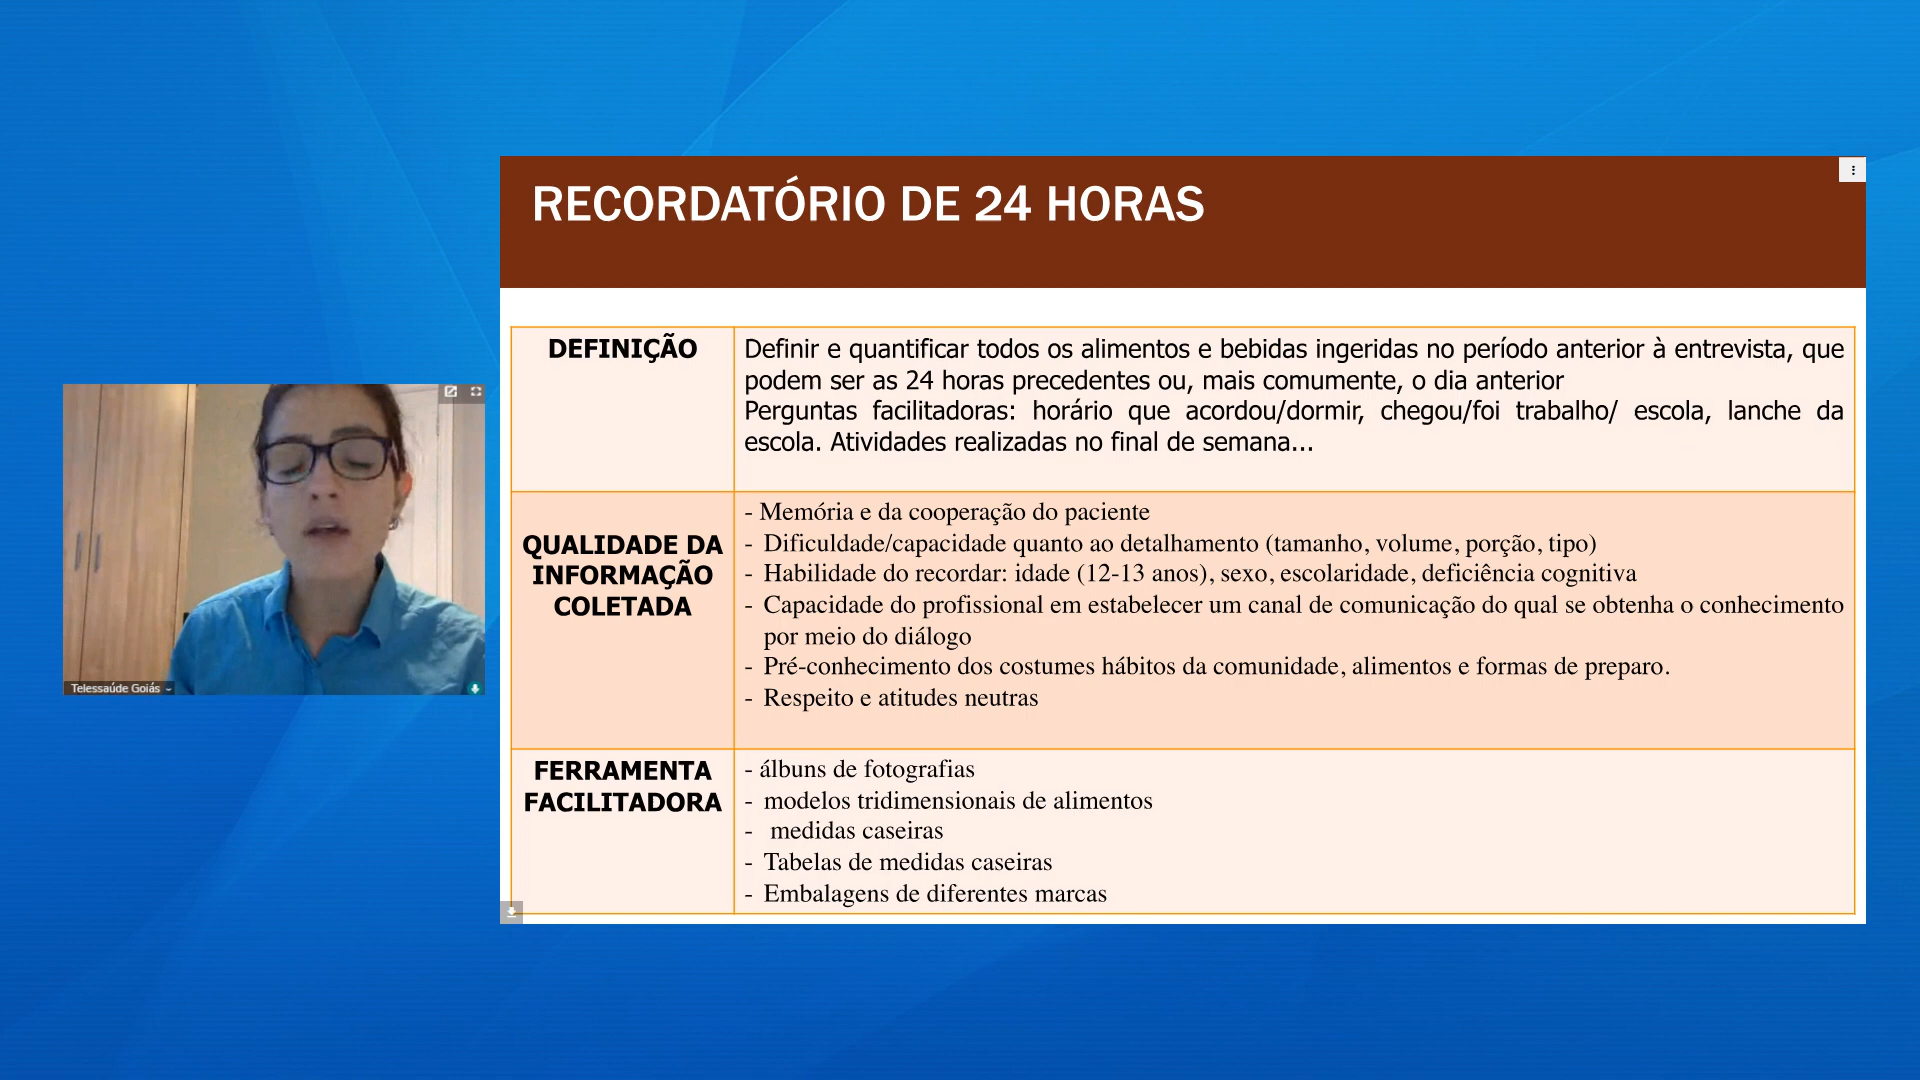 RECORDATÓRIO DE 24 HORAS
DEFINIÇÃO
Definir e quantificar todos os alimentos e bebidas ingeridas no período anterior à entrevista, que
podem ser as 24 horas precedentes ou, mais comumente, o dia anterior
Perguntas facilitadoras: horário que acordou/dormir, chegou/foi trabalho/ escola, lanche da
escola. Atividades realizadas no final de semana...
QUALIDADE DA
INFORMAÇÃO
COLETADA
- Memória e da cooperação do paciente
- Dificuldade/capacidade quanto ao detalhamento (tamanho, volume, porção, tipo)
- Habilidade do recordar: idade (12-13 anos), sexo, escolaridade, deficiência cognitiva
- Capacidade do profissional em estabelecer um canal de comunicação do qual se obtenha o conhecimento
por meio do diálogo
- Pré-conhecimento dos costumes hábitos da comunidade, alimentos e formas de preparo.
- Respeito e atitudes neutras
FERRAMENTA
FACILITADORA
- álbuns de fotografias
- modelos tridimensionais de alimentos
- medidas caseiras
- Tabelas de medidas caseiras
- Embalagens de diferentes marcas
Telessaúde Goiás